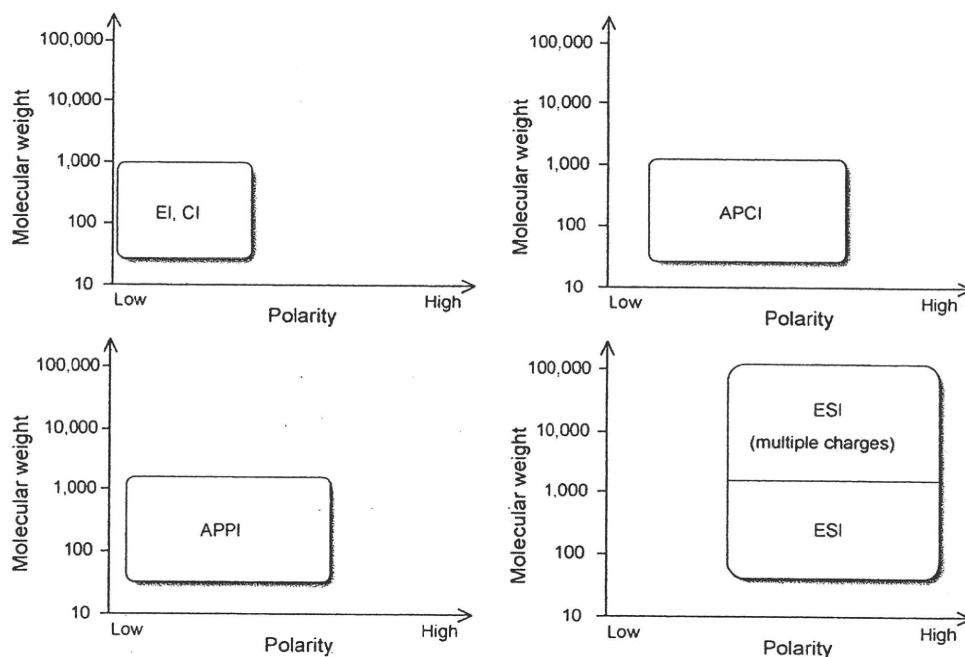 Molecular weight
100,000
10,000
1,000
100
10
EI, CI
Low
High
Polarity
Molecular weight
100,000
10,000
1,000
100
10
APCI
Low
High
Polarity
Molecular weight
100,000
10,000
1,000
100
10
APPI
Low
High
Polarity
Molecular weight
100,000
10,000
1,000
100
10
ESI
(multiple charges)
ESI
Low
High
Polarity